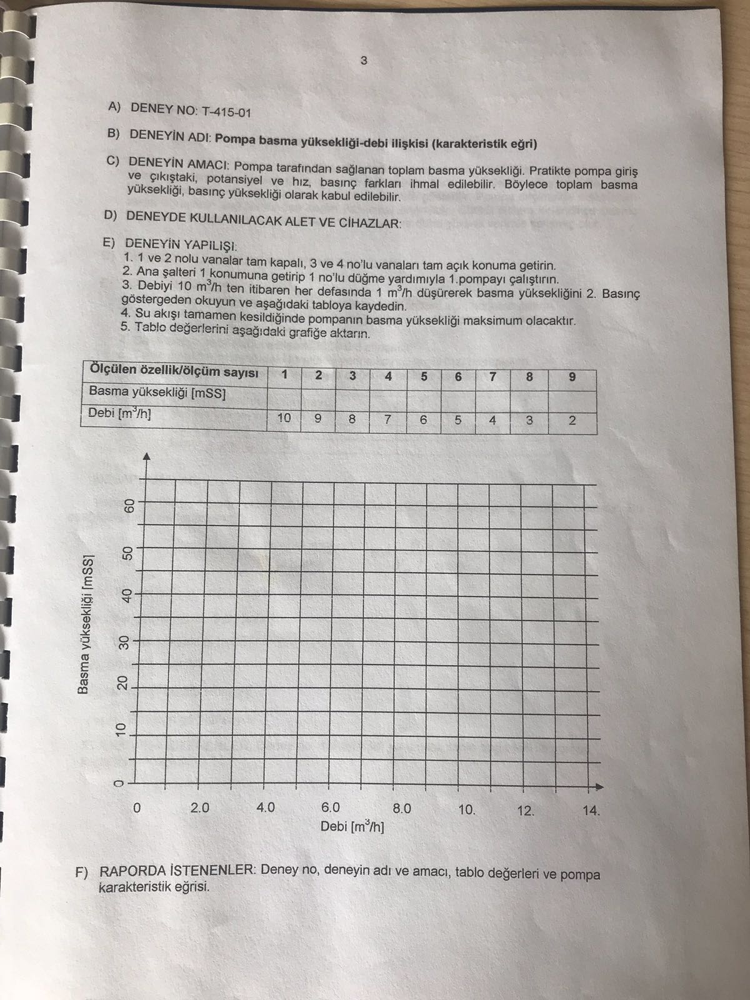 3
A) DENEY NO: T-415-01
B) DENEYİN ADI: Pompa basma yüksekliği-debi ilişkisi (karakteristik eğri)
C) DENEYİN AMACI: Pompa tarafından sağlanan toplam basma yüksekliği. Pratikte pompa giriş
ve çıkıştaki, potansiyel ve hız, basınç farkları ihmal edilebilir. Böylece toplam basma
yüksekliği, basınç yüksekliği olarak kabul edilebilir.
D) DENEYDE KULLANILACAK ALET VE CİHAZLAR:
E) DENEYİN YAPILIŞI:
1. 1 ve 2 nolu vanalar tam kapalı, 3 ve 4 no'lu vanaları tam açık konuma getirin.
2. Ana şalteri 1 konumuna getirip 1 no'lu düğme yardımıyla 1.pompayı çalıştırın.
3. Debiyi 10 m³/h ten itibaren her defasında 1 m³/h düşürerek basma yüksekliğini 2. Basınç
göstergeden okuyun ve aşağıdaki tabloya kaydedin.
4. Su akışı tamamen kesildiğinde pompanın basma yüksekliği maksimum olacaktır.
5. Tablo değerlerini aşağıdaki grafiğe aktarın.
Ölçülen özellik/ölçüm sayısı 1 2 3 4 5 6 7 8 9
Basma yüksekliği [mSS]
Debi [m³/h] 10 9 8 7 6 5 4 3 2
Basma yüksekliği [mSS]
60
50
40
30
20
10
0
0 2.0 4.0 6.0 8.0 10. 12. 14.
Debi [m³/h]
F) RAPORDA İSTENENLER: Deney no, deneyin adı ve amacı, tablo değerleri ve pompa
karakteristik eğrisi.